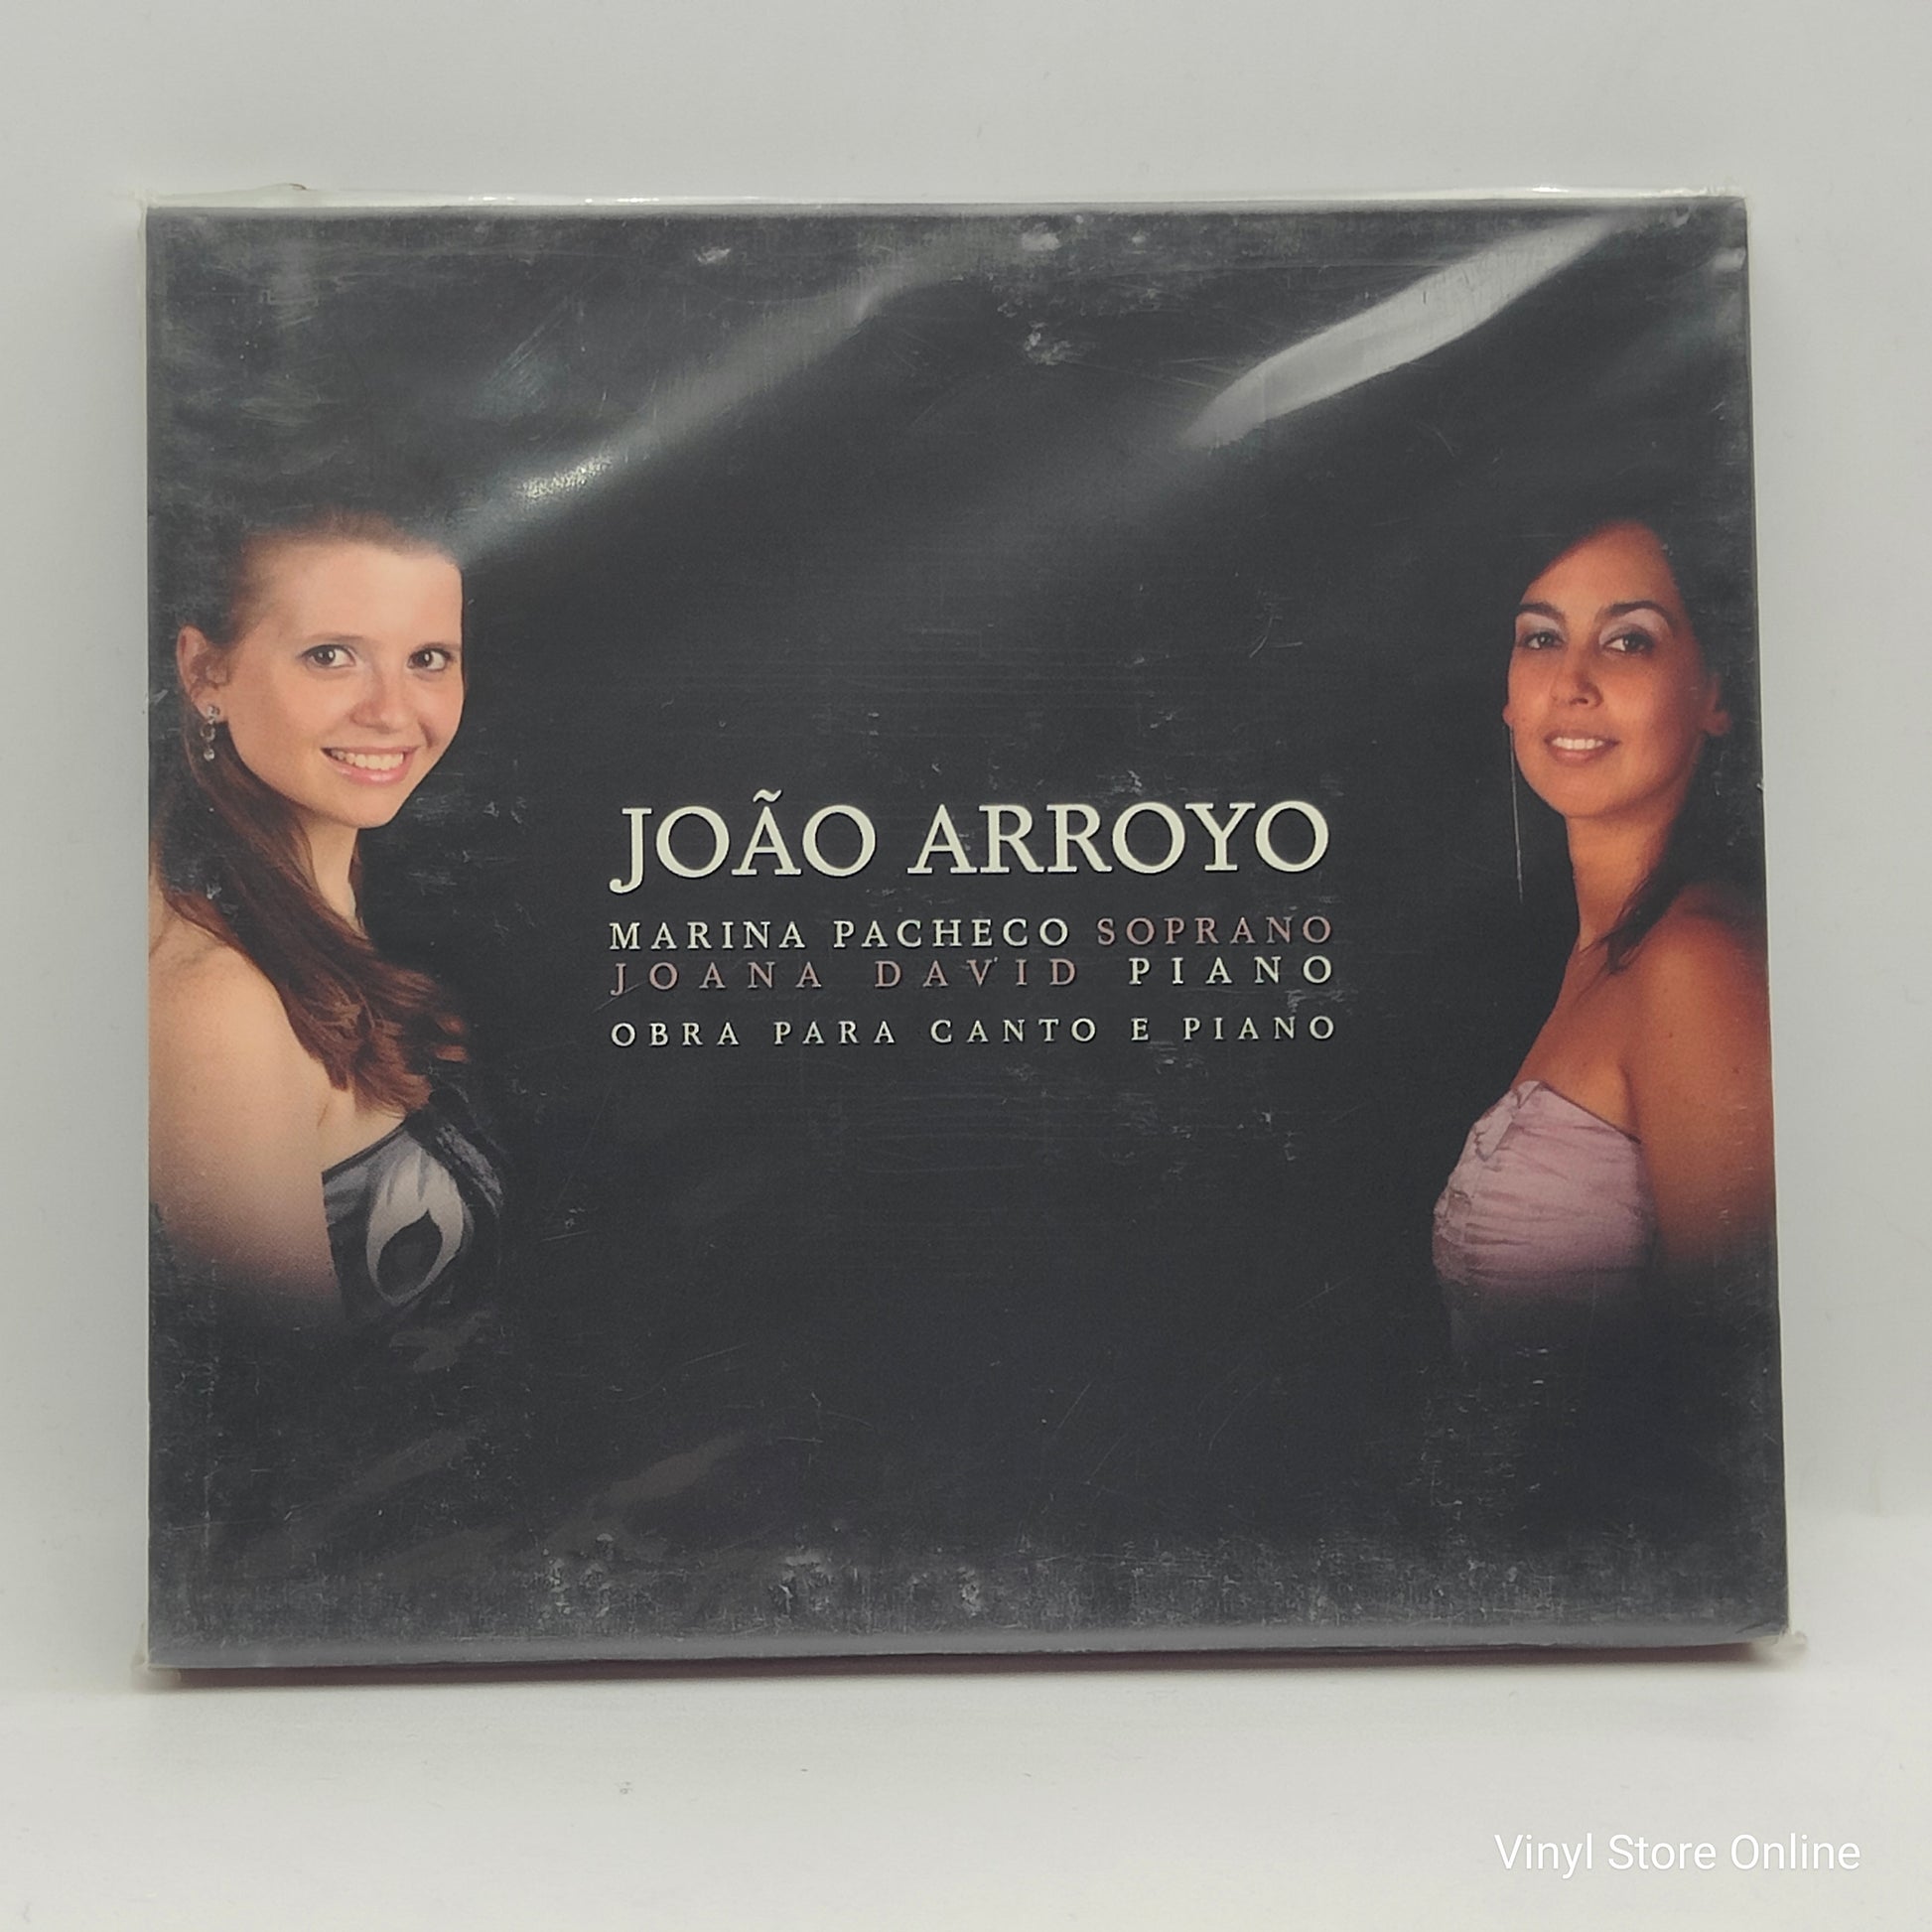 JOÃO ARROYO
MARINA PACHECO SOPRANO
JOANA DAVID PIANO
OBRA PARA CANTO E PIANO
Vinyl Store Online